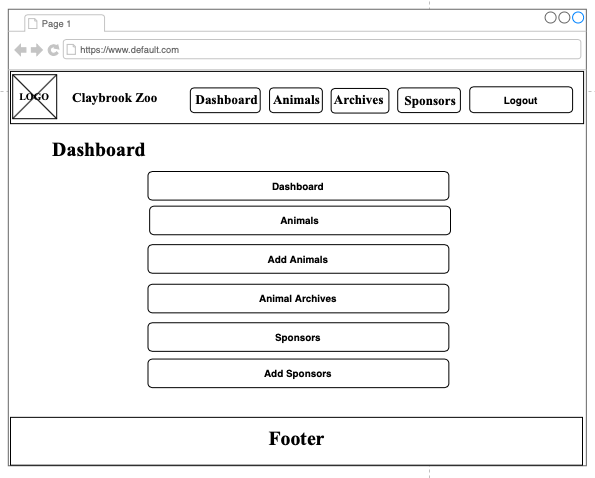 Page 1
https://www.default.com
LOGO
Claybrook Zoo
Dashboard
Animals
Archives
Sponsors
Logout
Dashboard
Dashboard
Animals
Add Animals
Animal Archives
Sponsors
Add Sponsors
Footer